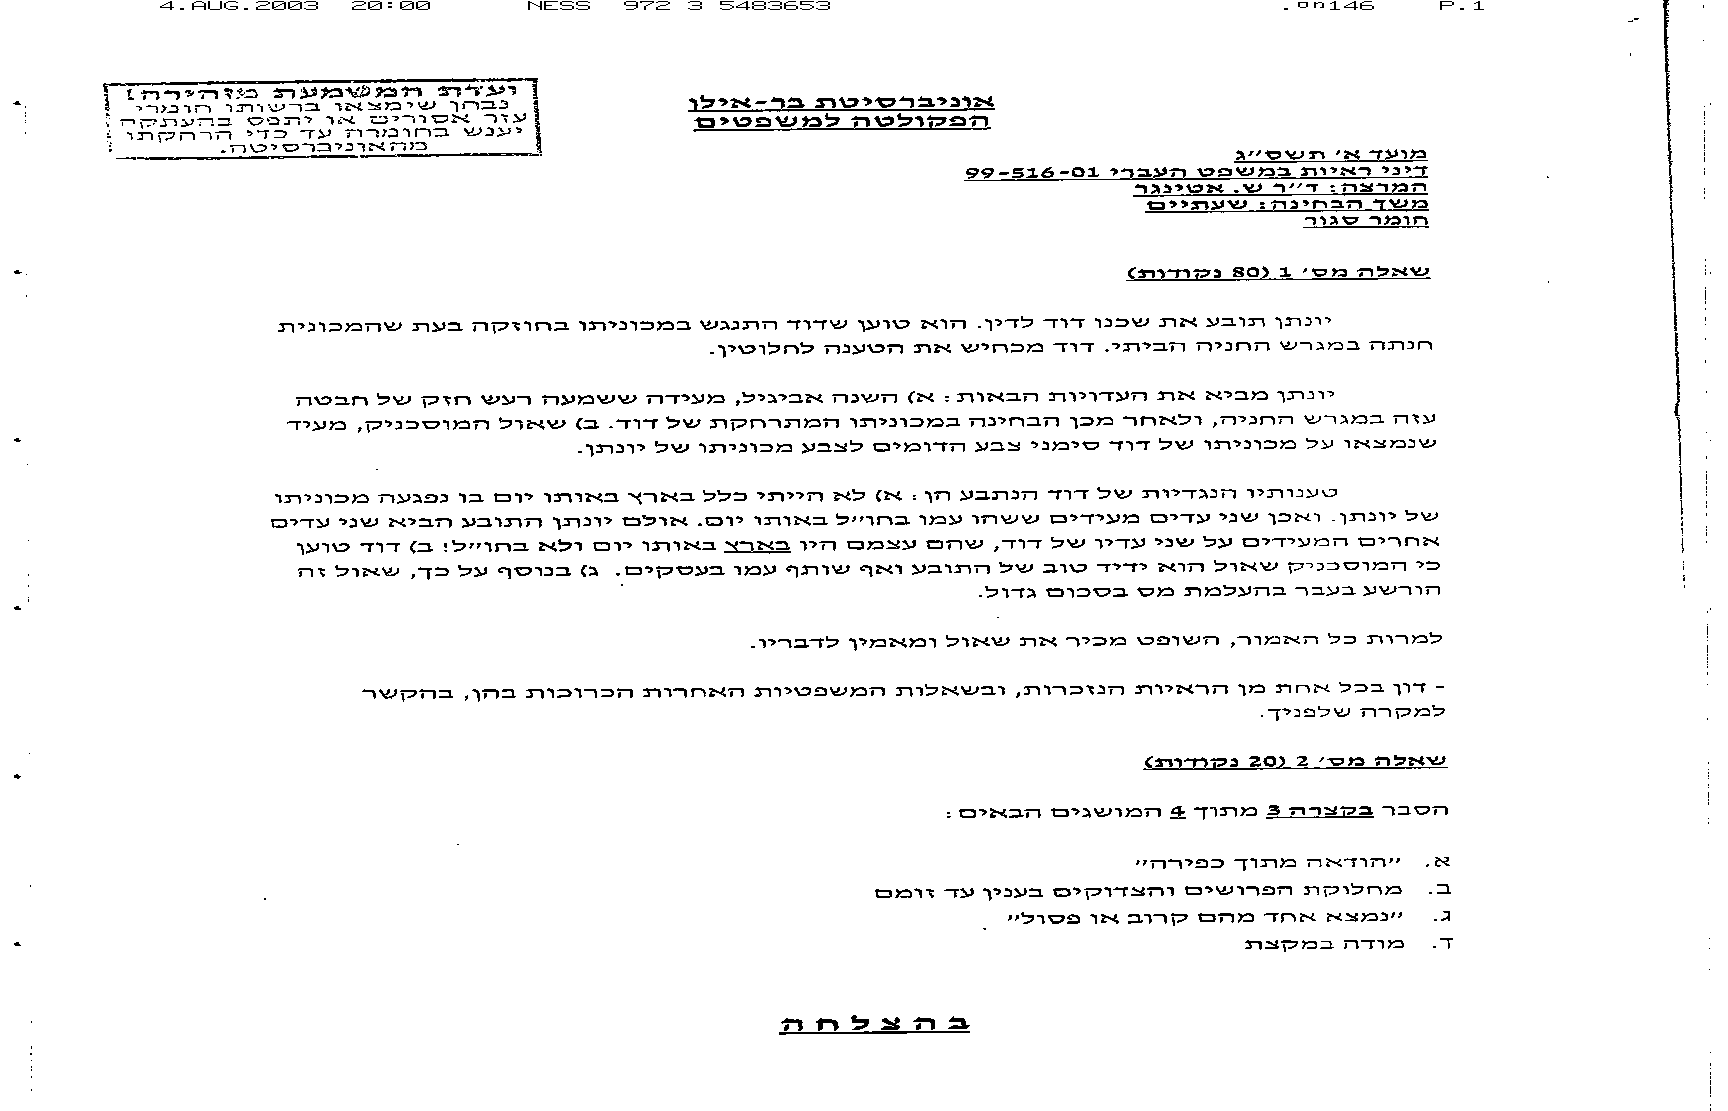 4.AUG.2003 20:00 NESS 972 3 5483653 .סח146 P.1
ועדת המשמעת מזהירה!
נבחן שימצאו ברשותו חומרי
עזר אסורים או יתפס בהעתקה
יענש בחומרה עד כדי הרחקתו
מהאוניברסיטה.
אוניברסיטת בר-אילן
הפקולטה למשפטים
מועד א' תשס"ג
דיני ראיות במשפט העברי 99-516-01
המרצה: ד"ר ש. אטינגר
משך הבחינה: שעתיים
חומר סגור
שאלה מס' 1 (80 נקודות)
יונתן תובע את שכנו דוד לדין. הוא טוען שדוד התנגש במכוניתו בחוזקה בעת שהמכונית
חנתה במגרש החניה הביתי. דוד מכחיש את הטענה לחלוטין.
יונתן מביא את העדויות הבאות: א) השנה אביגיל, מעידה ששמעה רעש חזק של חבטה
עזה במגרש החניה, ולאחר מכן הבחינה במכוניתו המתרחקת של דוד. ב) שאול המוסכניק, מעיד
שנמצאו על מכוניתו של דוד סימני צבע הדומים לצבע מכוניתו של יונתן.
טענותיו הנגדיות של דוד הנתבע הן: א) לא הייתי כלל בארץ באותו יום בו נפגעה מכוניתו
של יונתן. ואכן שני עדים מעידים ששהו עמו בחו"ל באותו יום. אולם יונתן התובע הביא שני עדים
אחרים המעידים על שני עדיו של דוד, שהם עצמם היו בארץ באותו יום ולא בחו"ל! ב) דוד טוען
כי המוסכניק שאול הוא ידיד טוב של התובע ואף שותף עמו בעסקים. ג) בנוסף על כך, שאול זה
הורשע בעבר בהעלמת מס בסכום גדול.
למרות כל האמור, השופט מכיר את שאול ומאמין לדבריו.
- דון בכל אחת מן הראיות הנזכרות, ובשאלות המשפטיות האחרות הכרוכות בהן, בהקשר
למקרה שלפניך.
שאלה מס' 2 (20 נקודות)
הסבר בקצרה 3 מתוך 4 המושגים הבאים:
א. "הודאה מתוך כפירה"
ב. מחלוקת הפרושים והצדוקים בענין עד זומם
ג. "נמצא אחד מהם קרוב או פסול"
ד. מודה במקצת
בהצלחה